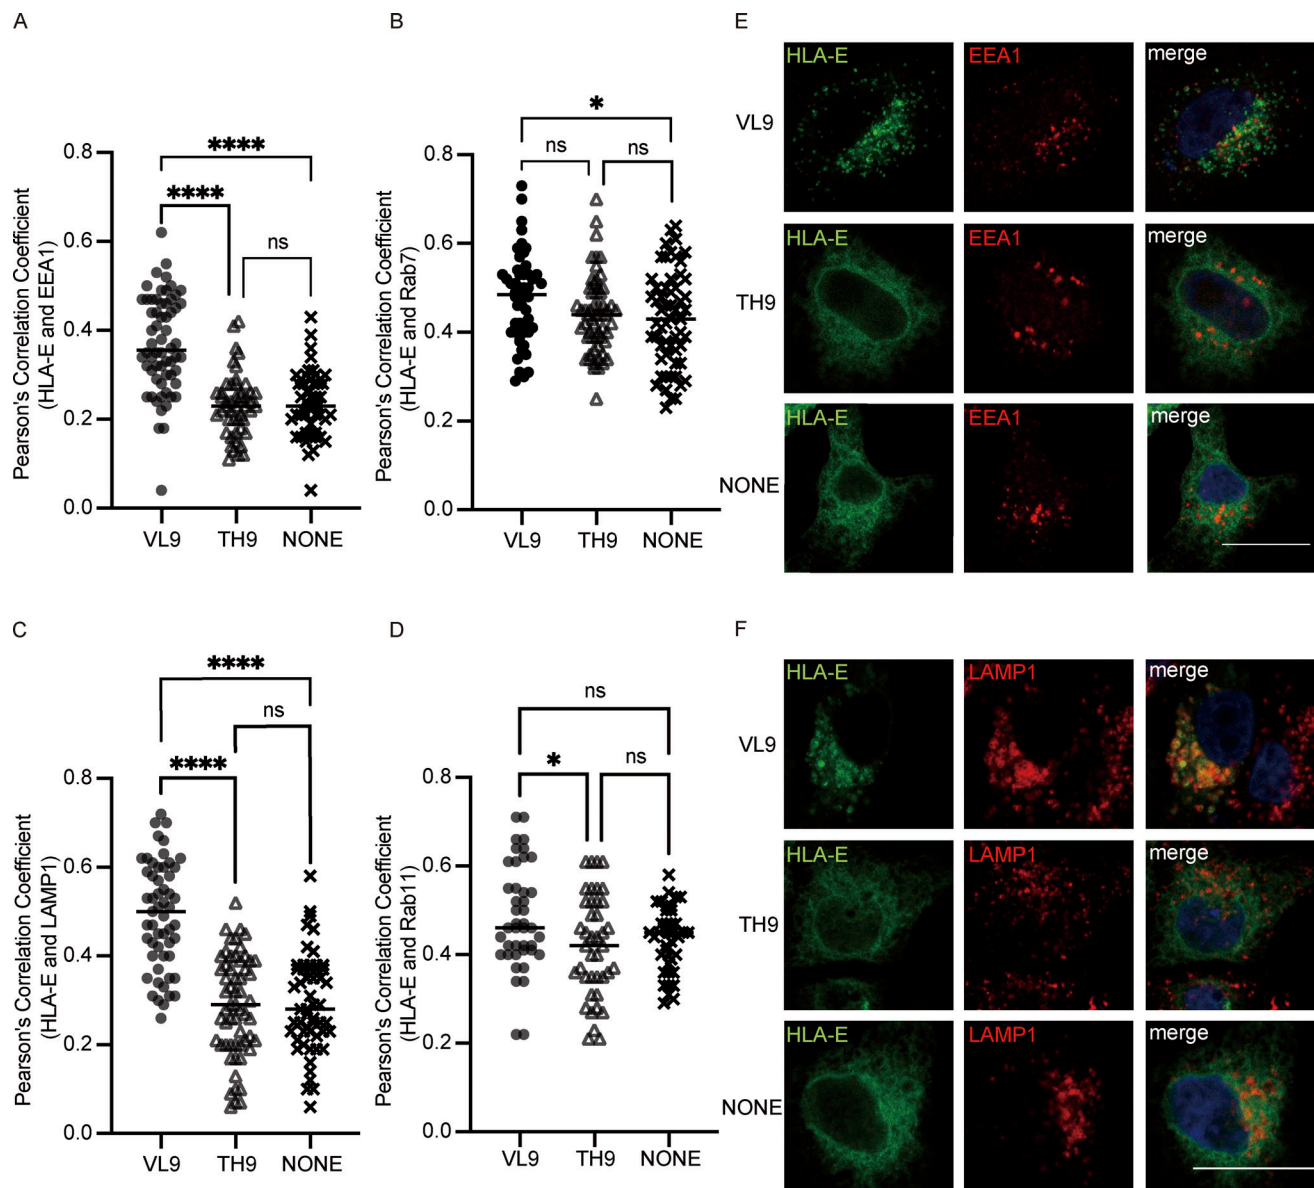 A
Pearson's Correlation Coefficient
(HLA-E and EEA1)
0.8
0.6
0.4
0.2
0.0
****
****
ns
VL9 TH9 NONE
B
Pearson's Correlation Coefficient
(HLA-E and Rab7)
0.8
0.6
0.4
0.2
0.0
*
ns ns
VL9 TH9 NONE
C
Pearson's Correlation Coefficient
(HLA-E and LAMP1)
0.8
0.6
0.4
0.2
0.0
****
ns
****
VL9 TH9 NONE
D
Pearson's Correlation Coefficient
(HLA-E and Rab11)
0.8
0.6
0.4
0.2
0.0
ns
* ns
VL9 TH9 NONE
E
VL9 HLA-E EEA1 merge
TH9 HLA-E EEA1 merge
NONE HLA-E EEA1 merge
F
VL9 HLA-E LAMP1 merge
TH9 HLA-E LAMP1 merge
NONE HLA-E LAMP1 merge